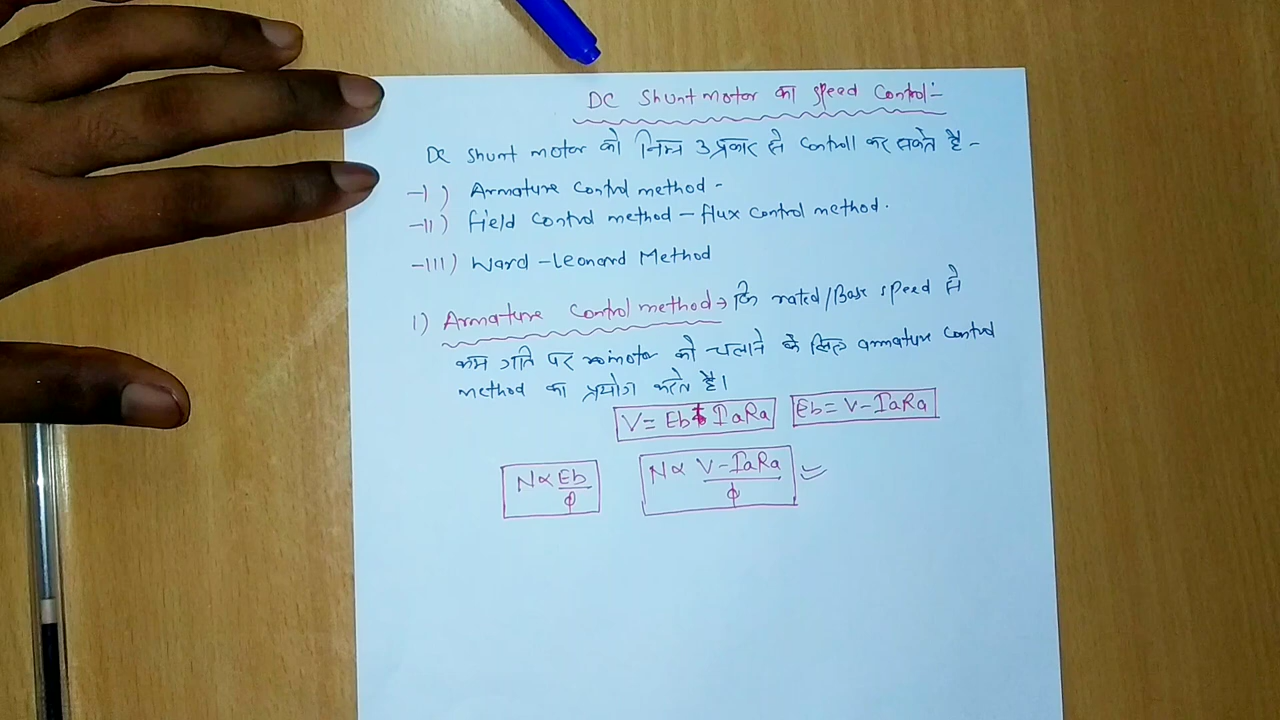 DC Shunt motor का speed Control:-
DC Shunt motor को निम्न 3 प्रकार से Controll कर सकते है -
I) Armature Control method -
II) field Control method - flux control method.
III) Ward - Leonard Method
1) Armature Control method → कि rated/Base speed से
कम गति पर motor को चलाने के लिए armature control
method का प्रयोग करते है।
V = Eb + IaRa Eb = V - IaRa
N ∝ Eb/ϕ N ∝ V - IaRa/ϕ